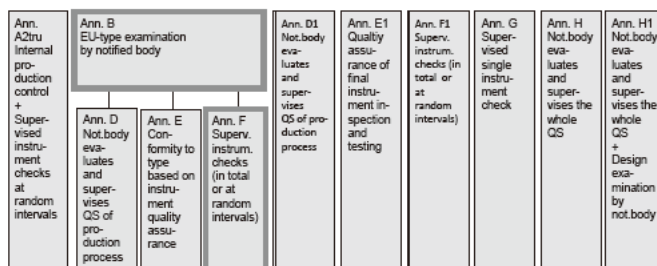 Ann.
A2tru
Internal
pro-
duction
control
+
Super-
vised
instru-
ment
checks
at
random
intervals
Ann. B
EU-type examination
by notified body
Ann. D
Not.body
eva-
luates
and
super-
vises
QS of
pro-
duction
process
Ann. E
Con-
formity to
type
based on
instru-
ment
quality
assu-
rance
Ann. F
Superv.
instrum.
checks
(in total
or at
random
intervals)
Ann. D1
Not.body
eva-
luates
and
super-
vises
QS of pro-
duction
process
Ann. E1
Qualtiy
assu-
rance of
final
instru-
ment in-
spection
and
testing
Ann. F1
Superv.
instrum.
checks (in
total or
at
random
intervals)
Ann. G
Super-
vised
single
instru-
ment
check
Ann. H
Not.body
eva-
luates
and
super-
vises the
whole
QS
Ann. H1
Not.body
eva-
luates
and
super-
vises the
whole
QS
+
Design
exa-
mination
by
not.body